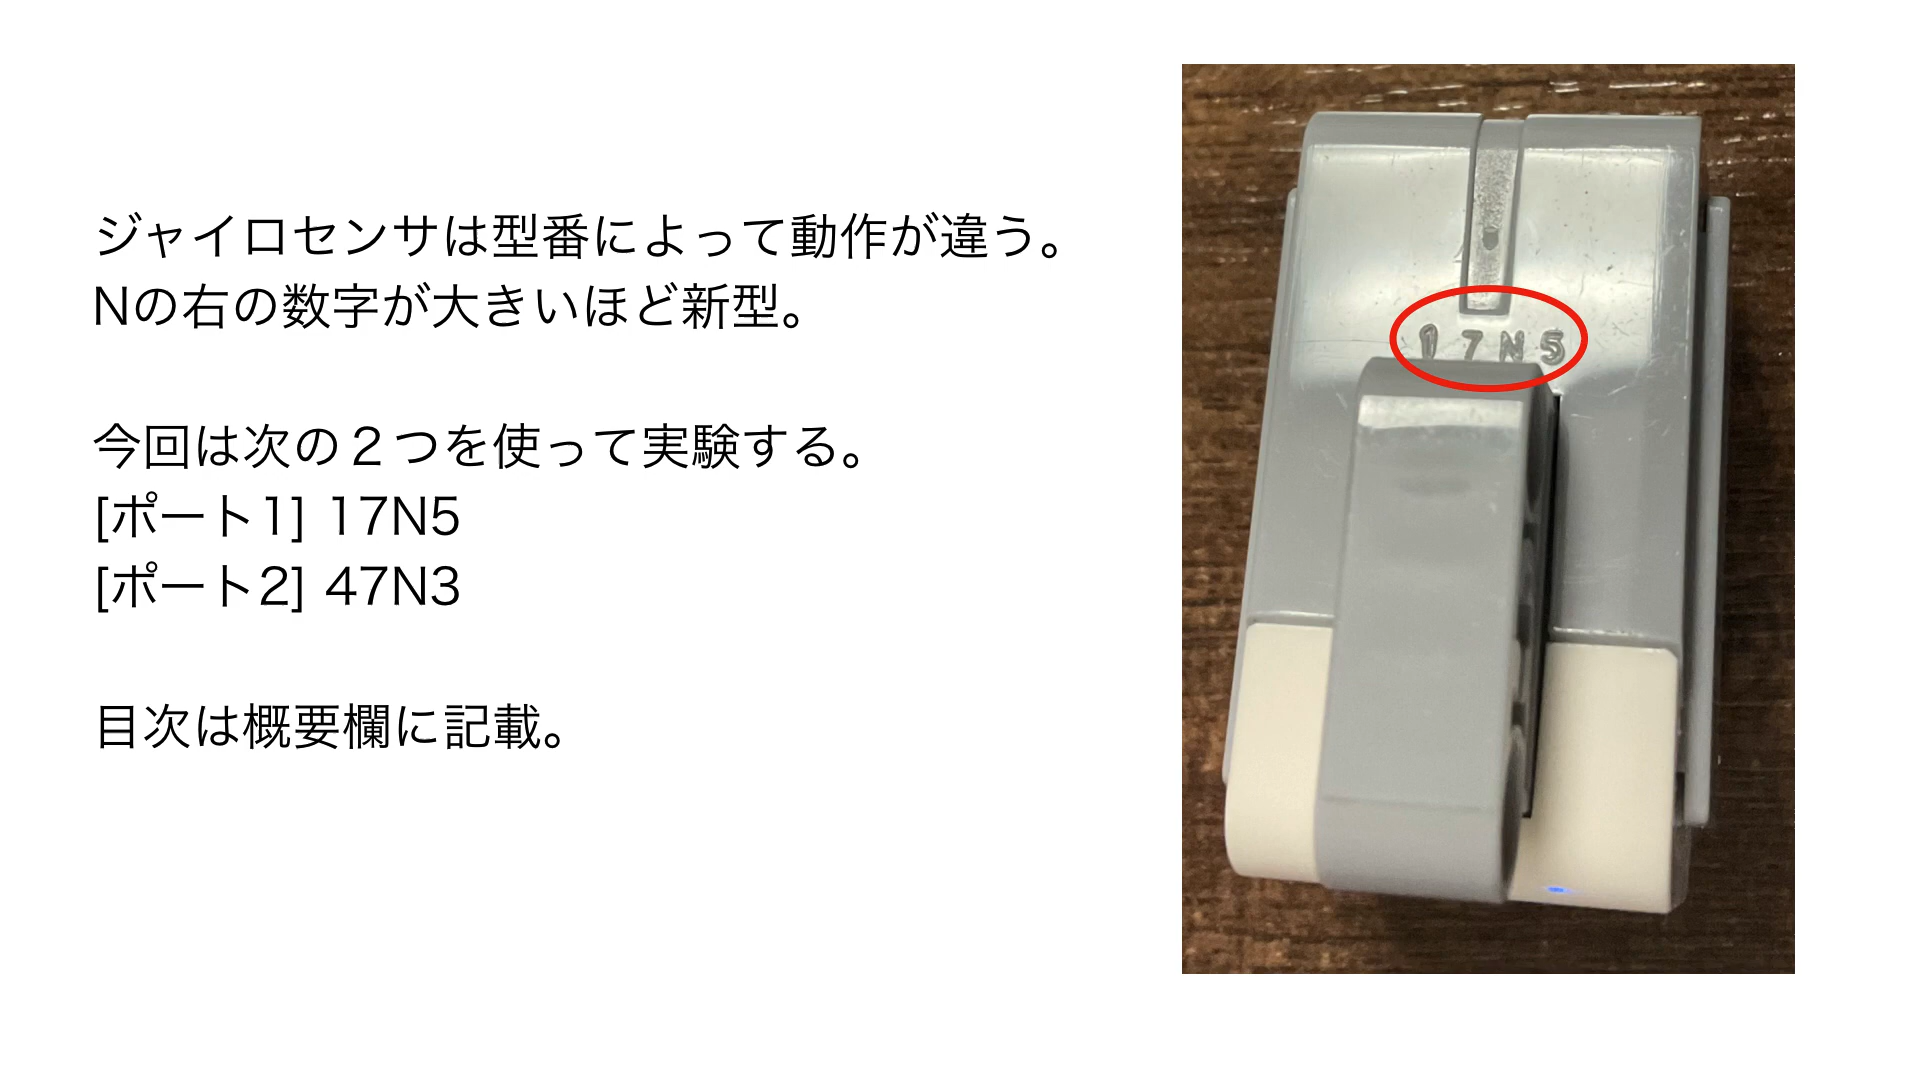 ジャイロセンサは型番によって動作が違う。
Nの右の数字が大きいほど新型。
今回は次の２つを使って実験する。
[ポート1] 17N5
[ポート2] 47N3
目次は概要欄に記載。
17N5